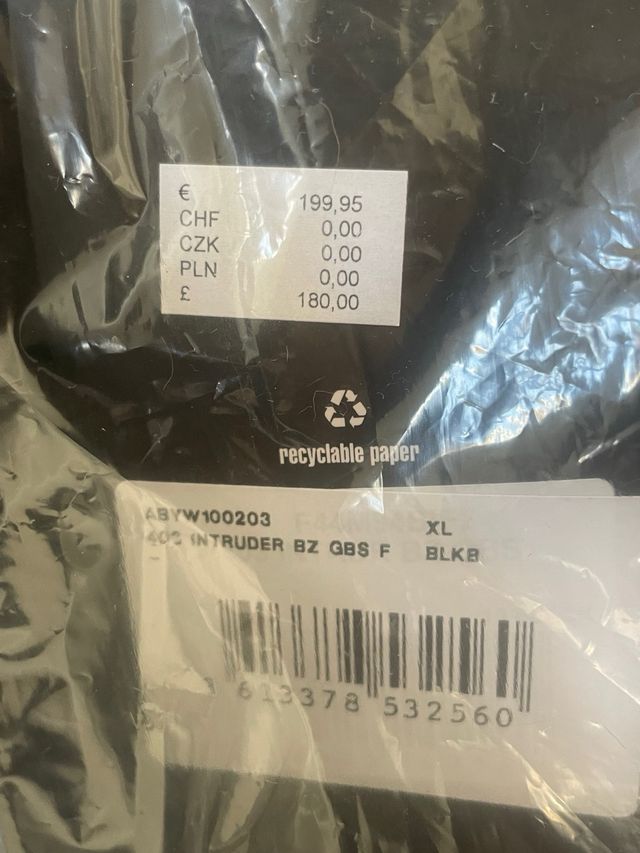 € 199,95
CHF 0,00
CZK 0,00
PLN 0,00
£ 180,00
recyclable paper
ABYW100203 XL
INTRUDER BZ GBS F BLKB
613378 532560